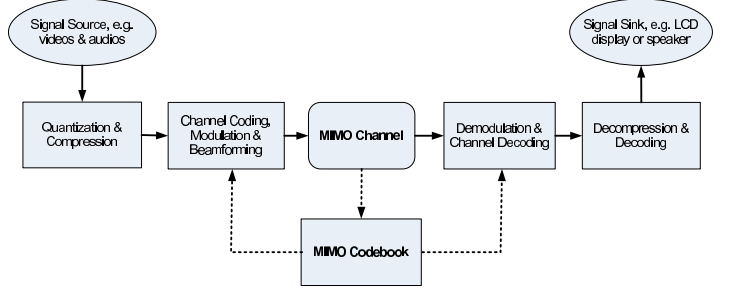 Signal Source, e.g.
videos & audios
Signal Sink, e.g. LCD
display or speaker
Quantization &
Compression
Channel Coding,
Modulation &
Beamforming
MIMO Channel
Demodulation &
Channel Decoding
Decompression &
Decoding
MIMO Codebook